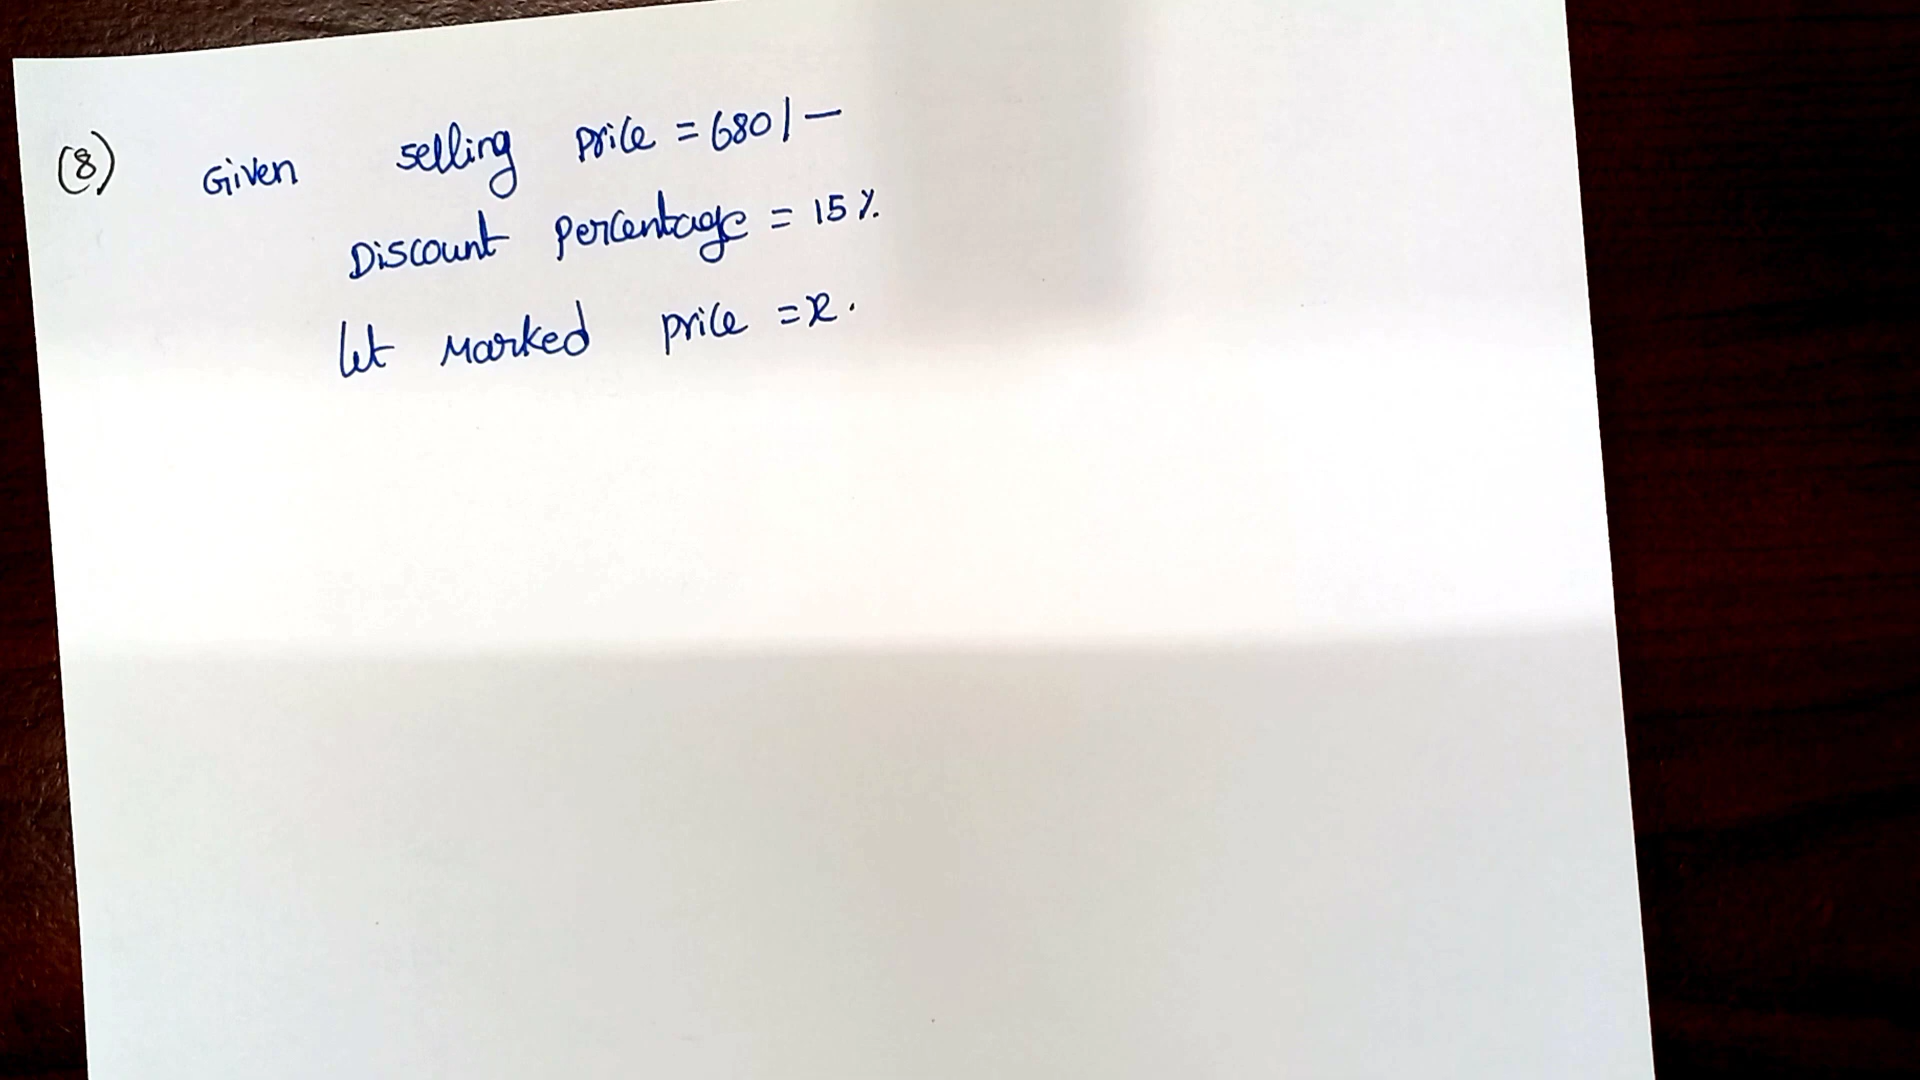 (8) Given selling price = 680/-
Discount percentage = 15%.
let Marked price = x.